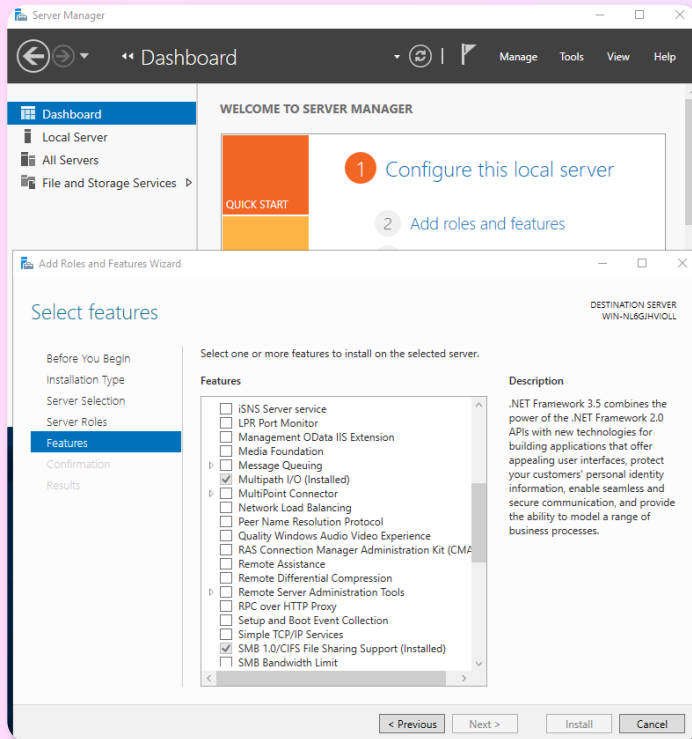 Server Manager
Dashboard
Manage Tools View Help
Dashboard
Local Server
All Servers
File and Storage Services
WELCOME TO SERVER MANAGER
QUICK START
1 Configure this local server
2 Add roles and features
Add Roles and Features Wizard
Select features
DESTINATION SERVER
WIN-NL6GJHVIOLL
Before You Begin
Installation Type
Server Selection
Server Roles
Features
Confirmation
Results
Select one or more features to install on the selected server.
Features
iSNS Server service
LPR Port Monitor
Management OData IIS Extension
Media Foundation
Message Queuing
Multipath I/O (Installed)
MultiPoint Connector
Network Load Balancing
Peer Name Resolution Protocol
Quality Windows Audio Video Experience
RAS Connection Manager Administration Kit (CMA
Remote Assistance
Remote Differential Compression
Remote Server Administration Tools
RPC over HTTP Proxy
Setup and Boot Event Collection
Simple TCP/IP Services
SMB 1.0/CIFS File Sharing Support (Installed)
SMB Bandwidth Limit
Description
.NET Framework 3.5 combines the
power of the .NET Framework 2.0
APIs with new technologies for
building applications that offer
appealing user interfaces, protect
your customers' personal identity
information, enable seamless and
secure communication, and provide
the ability to model a range of
business processes.
< Previous
Next >
Install
Cancel